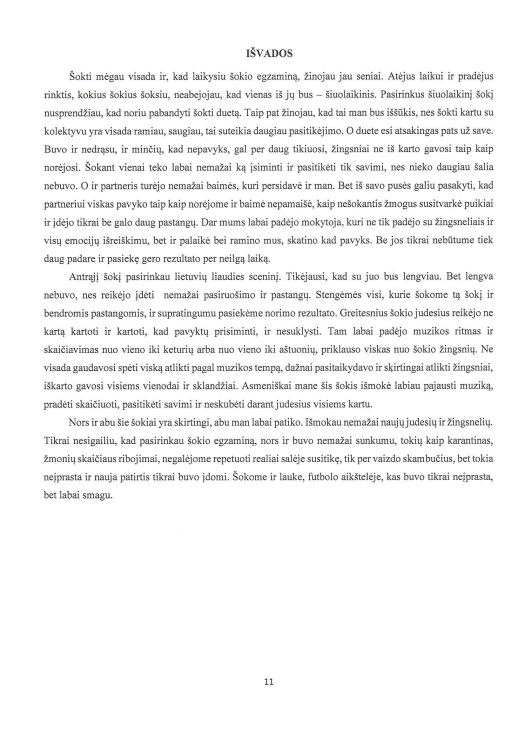 IŠVADOS
Šokti mėgau visada ir, kad laikysiu šokio egzaminą, žinojau jau seniai. Atėjus laikui ir pradėjus
rinktis, kokius šokius šoksiu, neabejojau, kad vienas iš jų bus – šiuolaikinis. Pasirinkus šiuolaikinį šokį
nusprendžiau, kad noriu pabandyti šokti duetą. Taip pat žinojau, kad tai man bus iššūkis, nes šokti kartu su
kolektyvu yra visada ramiau, saugiau, tai suteikia daugiau pasitikėjimo. O duete esi atsakingas pats už save.
Buvo ir nedrąsu, ir minčių, kad nepavyks, gal per daug tikiuosi, žingsniai ne iš karto gavosi taip kaip
norėjosi. Šokant vienai teko labai nemažai ką įsiminti ir pasitikėti tik savimi, nes nieko daugiau šalia
nebuvo. O ir partneris turėjo nemažai baimės, kuri persidavė ir man. Bet iš savo pusės galiu pasakyti, kad
partneriui viskas pavyko taip kaip norėjome ir baimė nepamaišė, kaip nešokantis žmogus susitvarkė puikiai
ir įdėjo tikrai be galo daug pastangų. Dar mums labai padėjo mokytoja, kuri ne tik padėjo su žingsneliais ir
visų emocijų išreiškimu, bet ir palaikė bei ramino mus, skatino kad pavyks. Be jos tikrai nebūtume tiek
daug padare ir pasiekę gero rezultato per neilgą laiką.
Antrąjį šokį pasirinkau lietuvių liaudies sceninį. Tikėjausi, kad su juo bus lengviau. Bet lengva
nebuvo, nes reikėjo įdėti nemažai pasiruošimo ir pastangų. Stengėmės visi, kurie šokome tą šokį ir
bendromis pastangomis, ir supratingumu pasiekėme norimo rezultato. Greitesnius šokio judesius reikėjo ne
kartą kartoti ir kartoti, kad pavyktų prisiminti, ir nesuklysti. Tam labai padėjo muzikos ritmas ir
skaičiavimas nuo vieno iki keturių arba nuo vieno iki aštuonių, priklauso viskas nuo šokio žingsnių. Ne
visada gaudavosi spėti viską atlikti pagal muzikos tempą, dažnai pasitaikydavo ir skirtingai atlikti žingsniai,
iškarto gavosi visiems vienodai ir sklandžiai. Asmeniškai mane šis šokis išmokė labiau pajausti muziką,
pradėti skaičiuoti, pasitikėti savimi ir neskubėti darant judesius visiems kartu.
Nors ir abu šie šokiai yra skirtingi, abu man labai patiko. Išmokau nemažai naujų judesių ir žingsnelių.
Tikrai nesigailiu, kad pasirinkau šokio egzaminą, nors ir buvo nemažai sunkumų, tokių kaip karantinas,
žmonių skaičiaus ribojimai, negalėjome repetuoti realiai salėje susitikę, tik per vaizdo skambučius, bet tokia
neįprasta ir nauja patirtis tikrai buvo įdomi. Šokome ir lauke, futbolo aikštelėje, kas buvo tikrai neįprasta,
bet labai smagu.
11